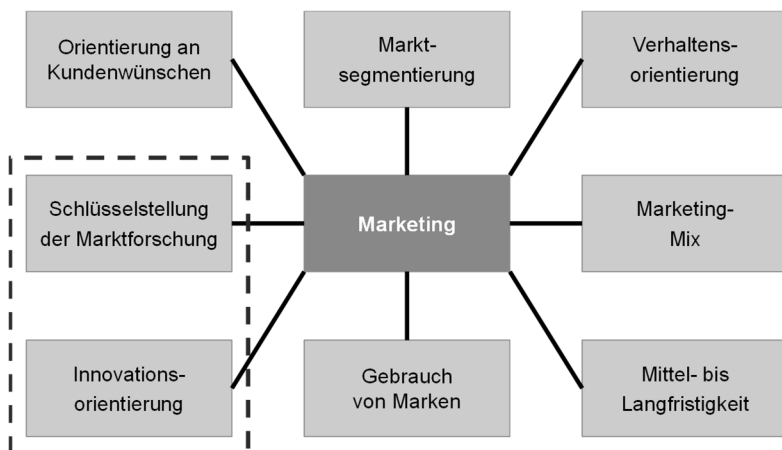 Orientierung an
Kundenwünschen
Markt-
segmentierung
Verhaltens-
orientierung
Schlüsselstellung
der Marktforschung
Marketing
Marketing-
Mix
Innovations-
orientierung
Gebrauch
von Marken
Mittel- bis
Langfristigkeit